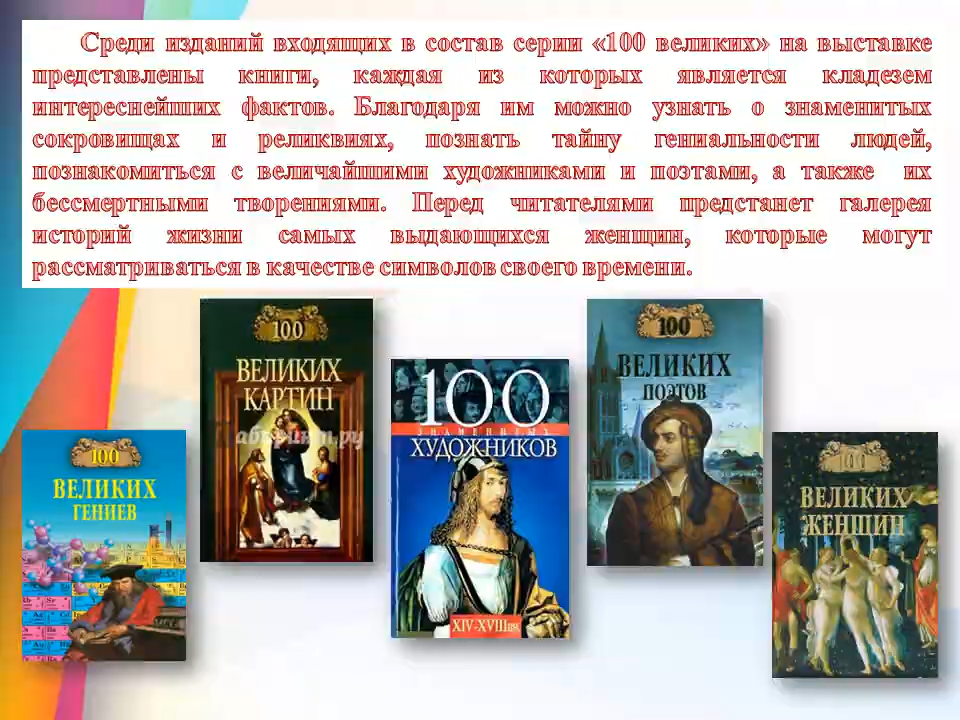 Среди изданий входящих в состав серии «100 великих» на выставке
представлены книги, каждая из которых является кладезем
интереснейших фактов. Благодаря им можно узнать о знаменитых
сокровищах и реликвиях, познать тайну гениальности людей,
познакомиться с величайшими художниками и поэтами, а также их
бессмертными творениями. Перед читателями предстанет галерея
историй жизни самых выдающихся женщин, которые могут
рассматриваться в качестве символов своего времени.
100
ВЕЛИКИХ
ГЕНИЕВ
100
ВЕЛИКИХ
КАРТИН
100
ЗНАМЕНИТЫХ
ХУДОЖНИКОВ
XIV-XVIII вв.
100
ВЕЛИКИХ
ПОЭТОВ
100
ВЕЛИКИХ
ЖЕНЩИН